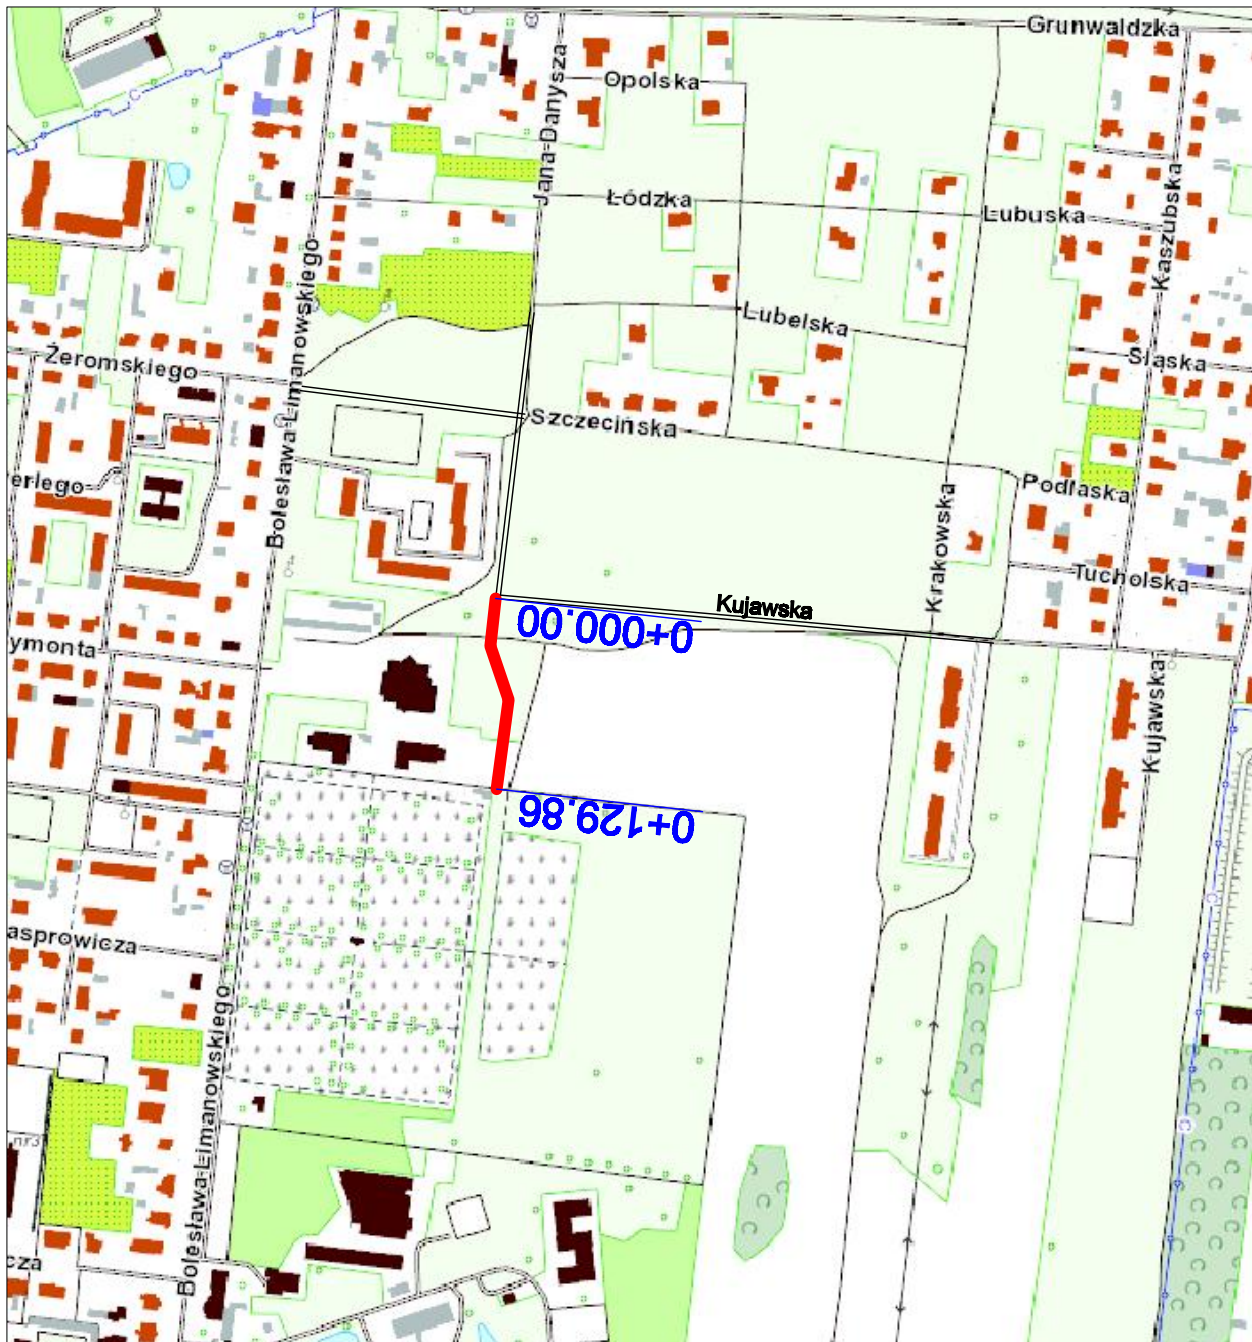 Grunwaldzka
Jana Danysza
Opolska
Łódzka
Lubuska
Kaszubska
Bolesława Limanowskiego
Lubelska
Żeromskiego
Śląska
Szczecińska
erlego
Podlaska
Krakowska
Tucholska
Kujawska
0+000.00
ymonta
Kujawska
0+129.86
asprowicza
Bolesława Limanowskiego
nr3
cza